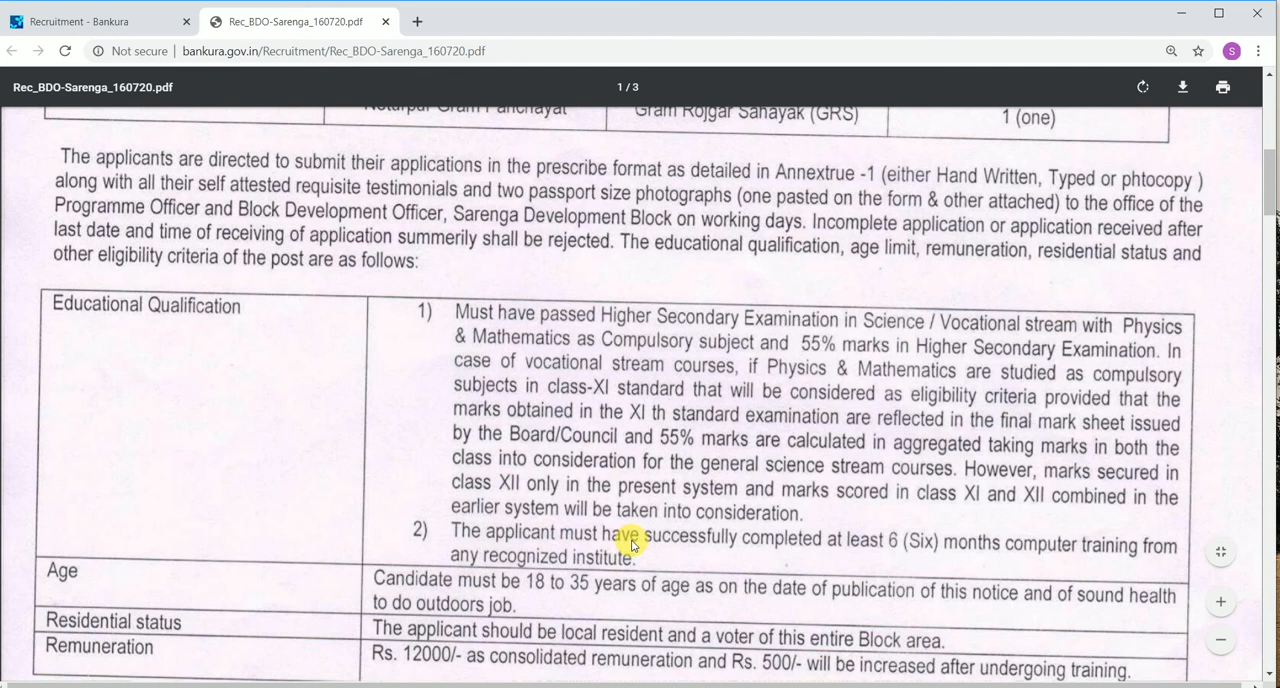 Recruitment - Bankura
Rec_BDO-Sarenga_160720.pdf
Not secure
bankura.gov.in/Recruitment/Rec_BDO-Sarenga_160720.pdf
S
Rec_BDO-Sarenga_160720.pdf
1 / 3
Gram Panchayat
Gram Rojgar Sahayak (GRS)
1 (one)
The applicants are directed to submit their applications in the prescribe format as detailed in Annextrue -1 (either Hand Written, Typed or phtocopy )
along with all their self attested requisite testimonials and two passport size photographs (one pasted on the form & other attached) to the office of the
Programme Officer and Block Development Officer, Sarenga Development Block on working days. Incomplete application or application received after
last date and time of receiving of application summerily shall be rejected. The educational qualification, age limit, remuneration, residential status and
other eligibility criteria of the post are as follows:
Educational Qualification
1) Must have passed Higher Secondary Examination in Science / Vocational stream with Physics
& Mathematics as Compulsory subject and 55% marks in Higher Secondary Examination. In
case of vocational stream courses, if Physics & Mathematics are studied as compulsory
subjects in class-XI standard that will be considered as eligibility criteria provided that the
marks obtained in the XI th standard examination are reflected in the final mark sheet issued
by the Board/Council and 55% marks are calculated in aggregated taking marks in both the
class into consideration for the general science stream courses. However, marks secured in
class XII only in the present system and marks scored in class XI and XII combined in the
earlier system will be taken into consideration.
2) The applicant must have successfully completed at least 6 (Six) months computer training from
any recognized institute.
Age
Candidate must be 18 to 35 years of age as on the date of publication of this notice and of sound health
to do outdoors job.
Residential status
The applicant should be local resident and a voter of this entire Block area.
Remuneration
Rs. 12000/- as consolidated remuneration and Rs. 500/- will be increased after undergoing training.